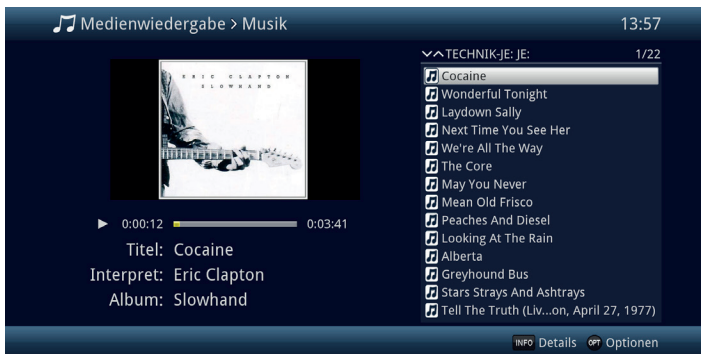 Medienwiedergabe > Musik
13:57
ERIC CLAPTON
SLOWHAND
0:00:12
0:03:41
Titel: Cocaine
Interpret: Eric Clapton
Album: Slowhand
TECHNIK-JE: JE:
1/22
Cocaine
Wonderful Tonight
Laydown Sally
Next Time You See Her
We're All The Way
The Core
May You Never
Mean Old Frisco
Peaches And Diesel
Looking At The Rain
Alberta
Greyhound Bus
Stars Strays And Ashtrays
Tell The Truth (Liv...on, April 27, 1977)
INFO Details OPT Optionen